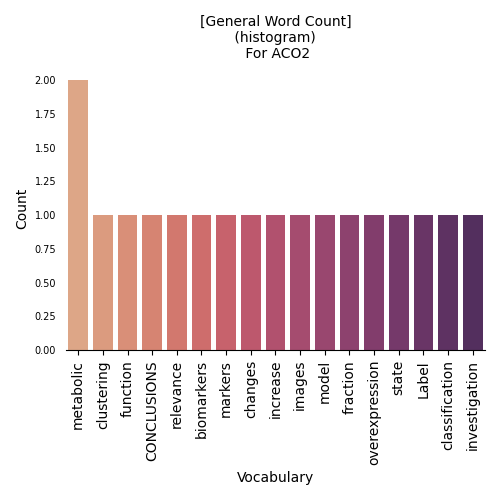 [General Word Count]
(histogram)
For ACO2
2.00
1.75
1.50
1.25
1.00
0.75
0.50
0.25
0.00
Count
metabolic
clustering
function
CONCLUSIONS
relevance
biomarkers
markers
changes
increase
images
model
fraction
overexpression
state
Label
classification
investigation
Vocabulary